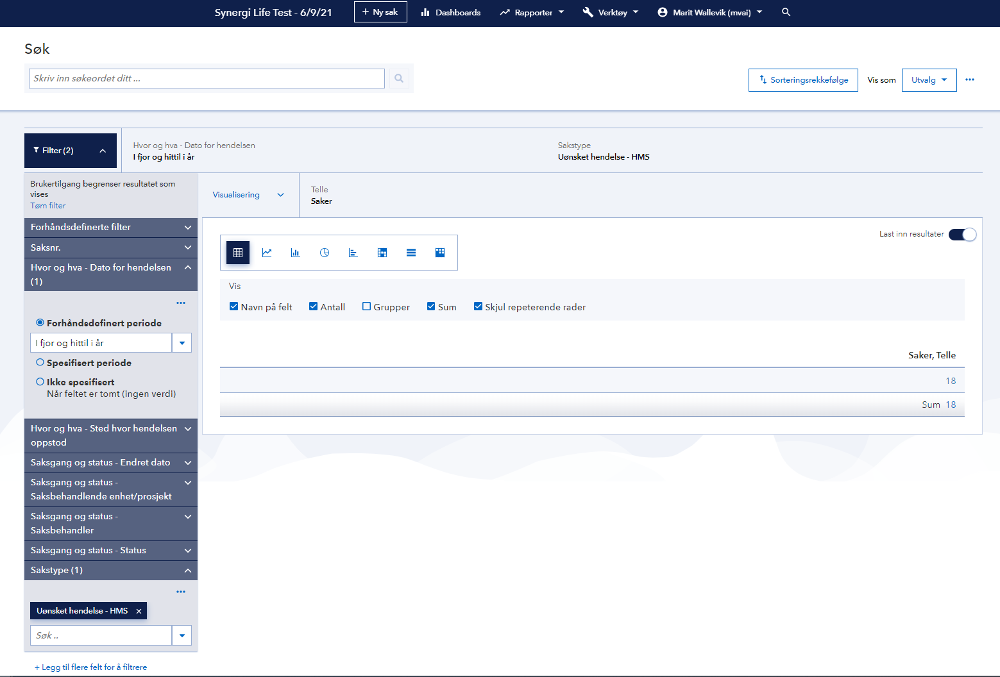 Synergi Life Test - 6/9/21
+ Ny sak
Dashboards
Rapporter
Verktøy
Marit Wallevik (mvai)
Søk
Skriv inn søkeordet ditt ...
Sorteringsrekkefølge
Vis som
Utvalg
Filter (2)
Hvor og hva - Dato for hendelsen
I fjor og hittil i år
Sakstype
Uønsket hendelse - HMS
Brukertilgang begrenser resultatet som
vises
Tøm filter
Visualisering
Telle
Saker
Forhåndsdefinerte filter
Saksnr.
Hvor og hva - Dato for hendelsen
(1)
Forhåndsdefinert periode
I fjor og hittil i år
Spesifisert periode
Ikke spesifisert
Når feltet er tomt (ingen verdi)
Hvor og hva - Sted hvor hendelsen
oppstod
Saksgang og status - Endret dato
Saksgang og status -
Saksbehandlende enhet/prosjekt
Saksgang og status -
Saksbehandler
Saksgang og status - Status
Sakstype (1)
Uønsket hendelse - HMS ×
Søk ..
+ Legg til flere felt for å filtrere
Last inn resultater
Vis
Navn på felt
Antall
Grupper
Sum
Skjul repeterende rader
Saker, Telle
18
Sum 18